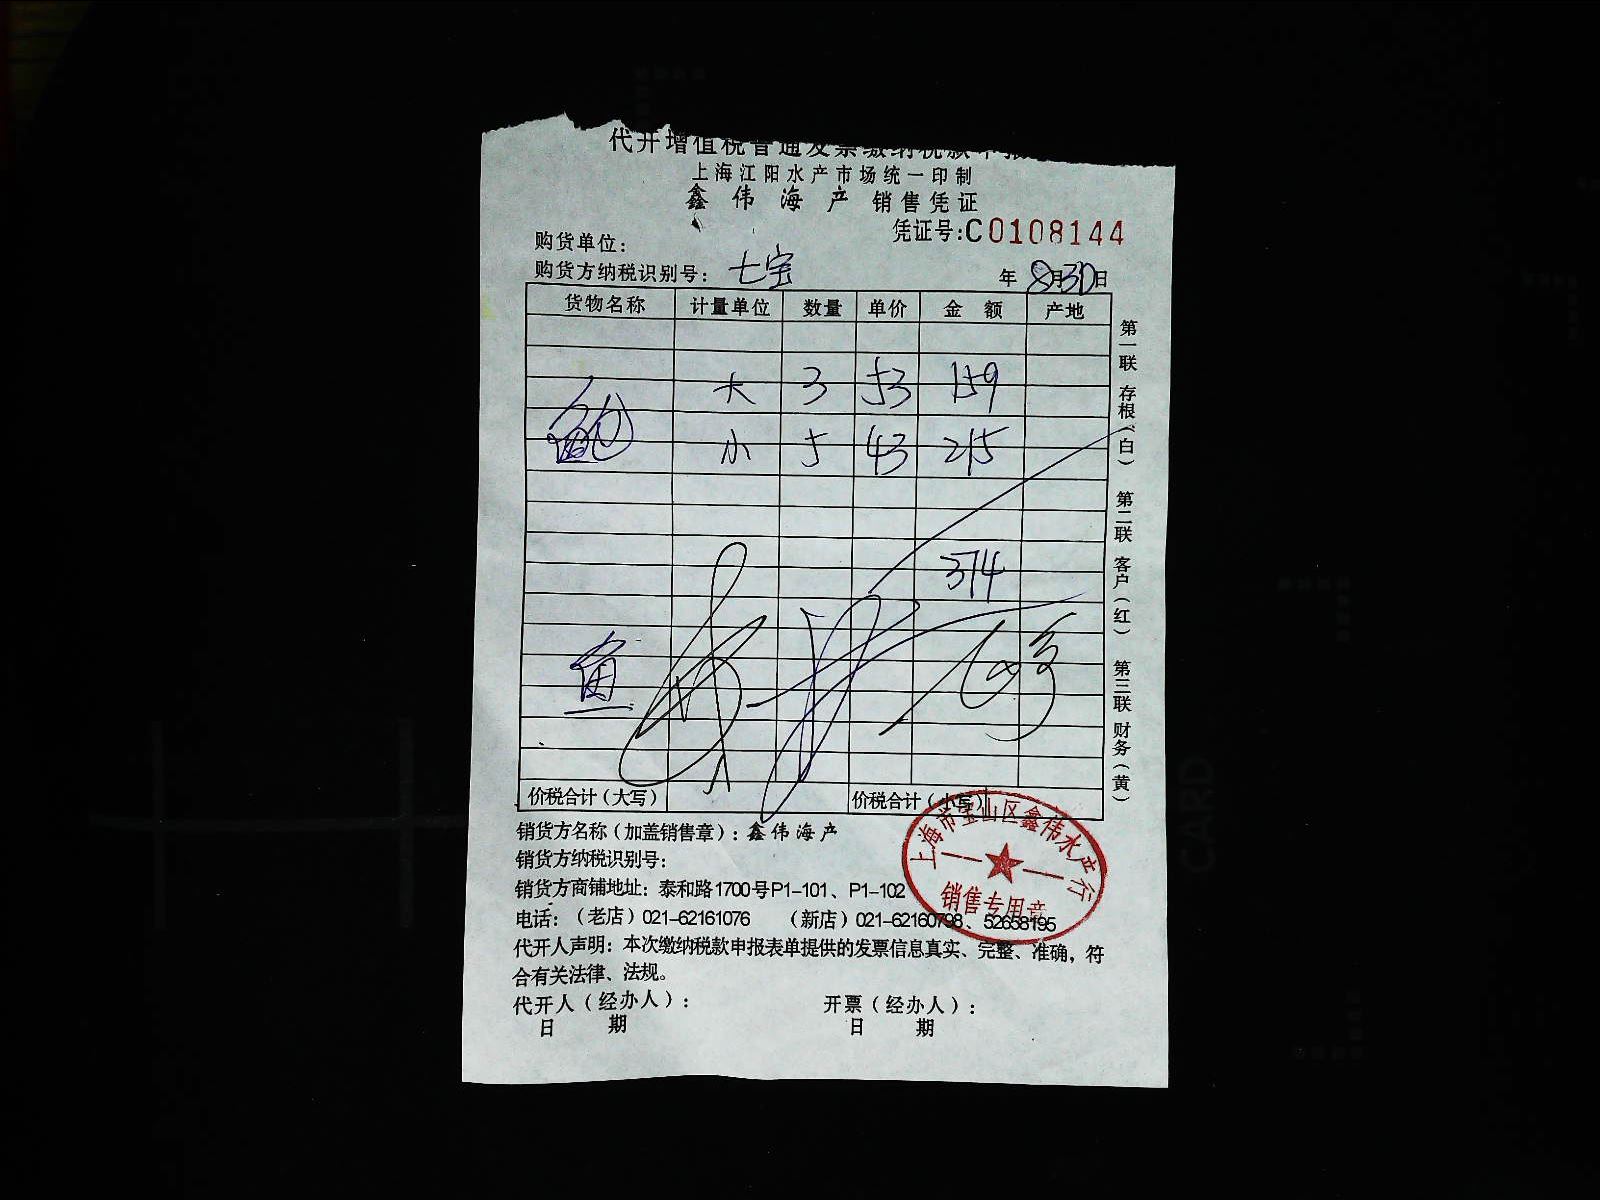 代开增值税普通发票缴纳税款申报
上海江阳水产市场统一印制
鑫伟海产 销售凭证
凭证号:C0108144
购货单位:
购货方纳税识别号: 七宝 年 8月30日
货物名称 计量单位 数量 单价 金额 产地
大 3 53 159
鲍
小 5 43 215
374
鱼
价税合计(大写) 价税合计(小写)
第一联 存根(白) 第二联 客户(红) 第三联 财务(黄)
销货方名称(加盖销售章): 鑫伟海产
销货方纳税识别号:
销货方商铺地址: 泰和路1700号P1-101、P1-102
电话:(老店)021-62161076 (新店)021-62160798、52658195
代开人声明: 本次缴纳税款申报表单提供的发票信息真实、完整、准确，符
合有关法律、法规。
代开人(经办人): 开票(经办人):
日 期 日 期
上海市宝山区鑫伟水产行
销售专用章